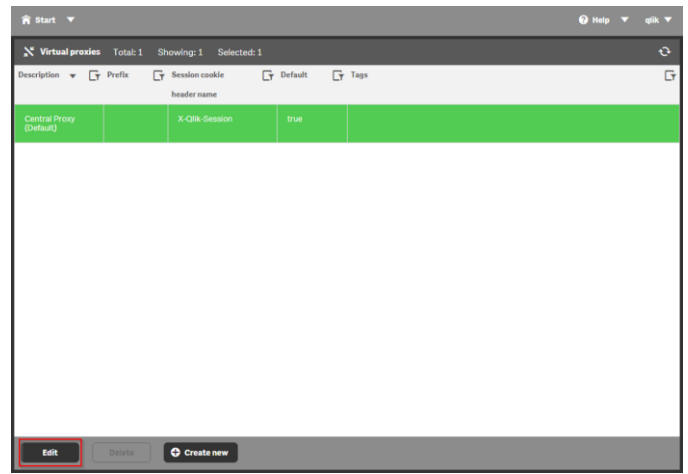 Start Help qlik
Virtual proxies Total: 1 Showing: 1 Selected: 1
Description Prefix Session cookie header name Default Tags
Central Proxy (Default) X-Qlik-Session true
Edit Delete Create new